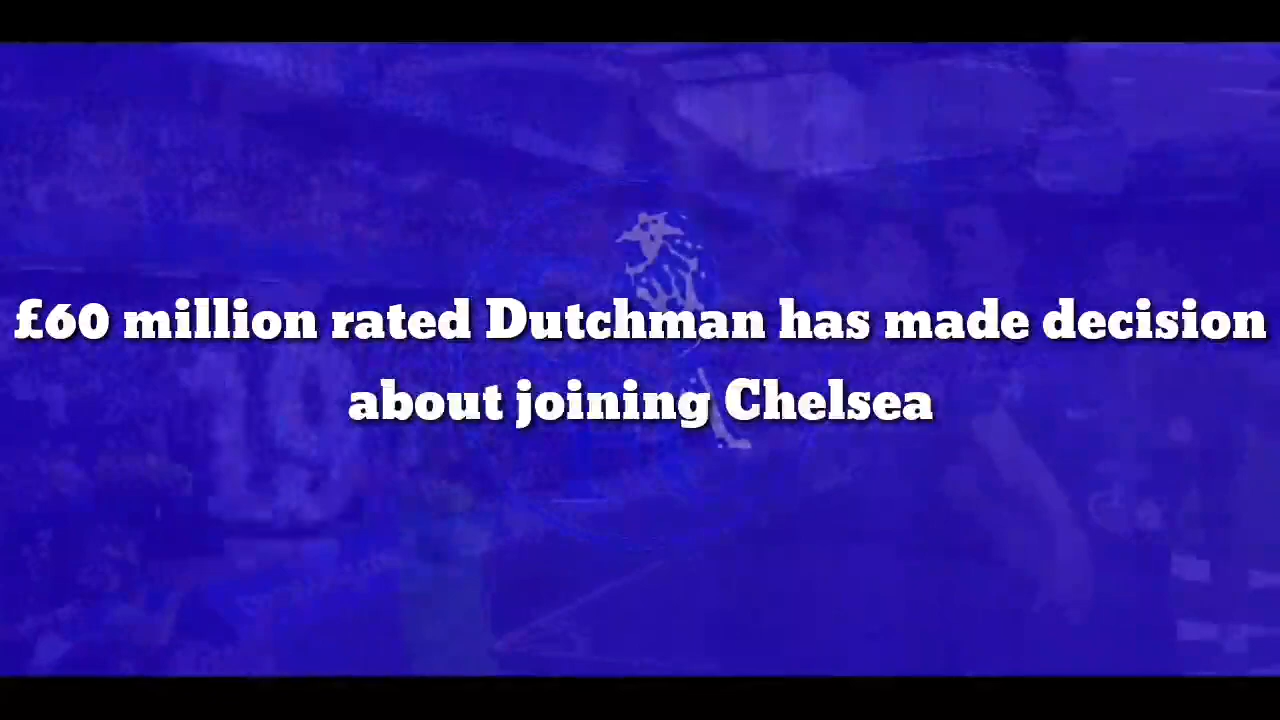 £60 million rated Dutchman has made decision
about joining Chelsea